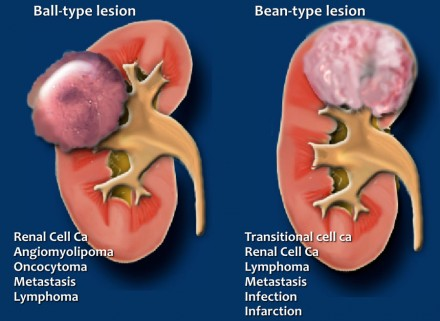 Ball-type lesion
Renal Cell Ca
Angiomyolipoma
Oncocytoma
Metastasis
Lymphoma
Bean-type lesion
Transitional cell ca
Renal Cell Ca
Lymphoma
Metastasis
Infection
Infarction